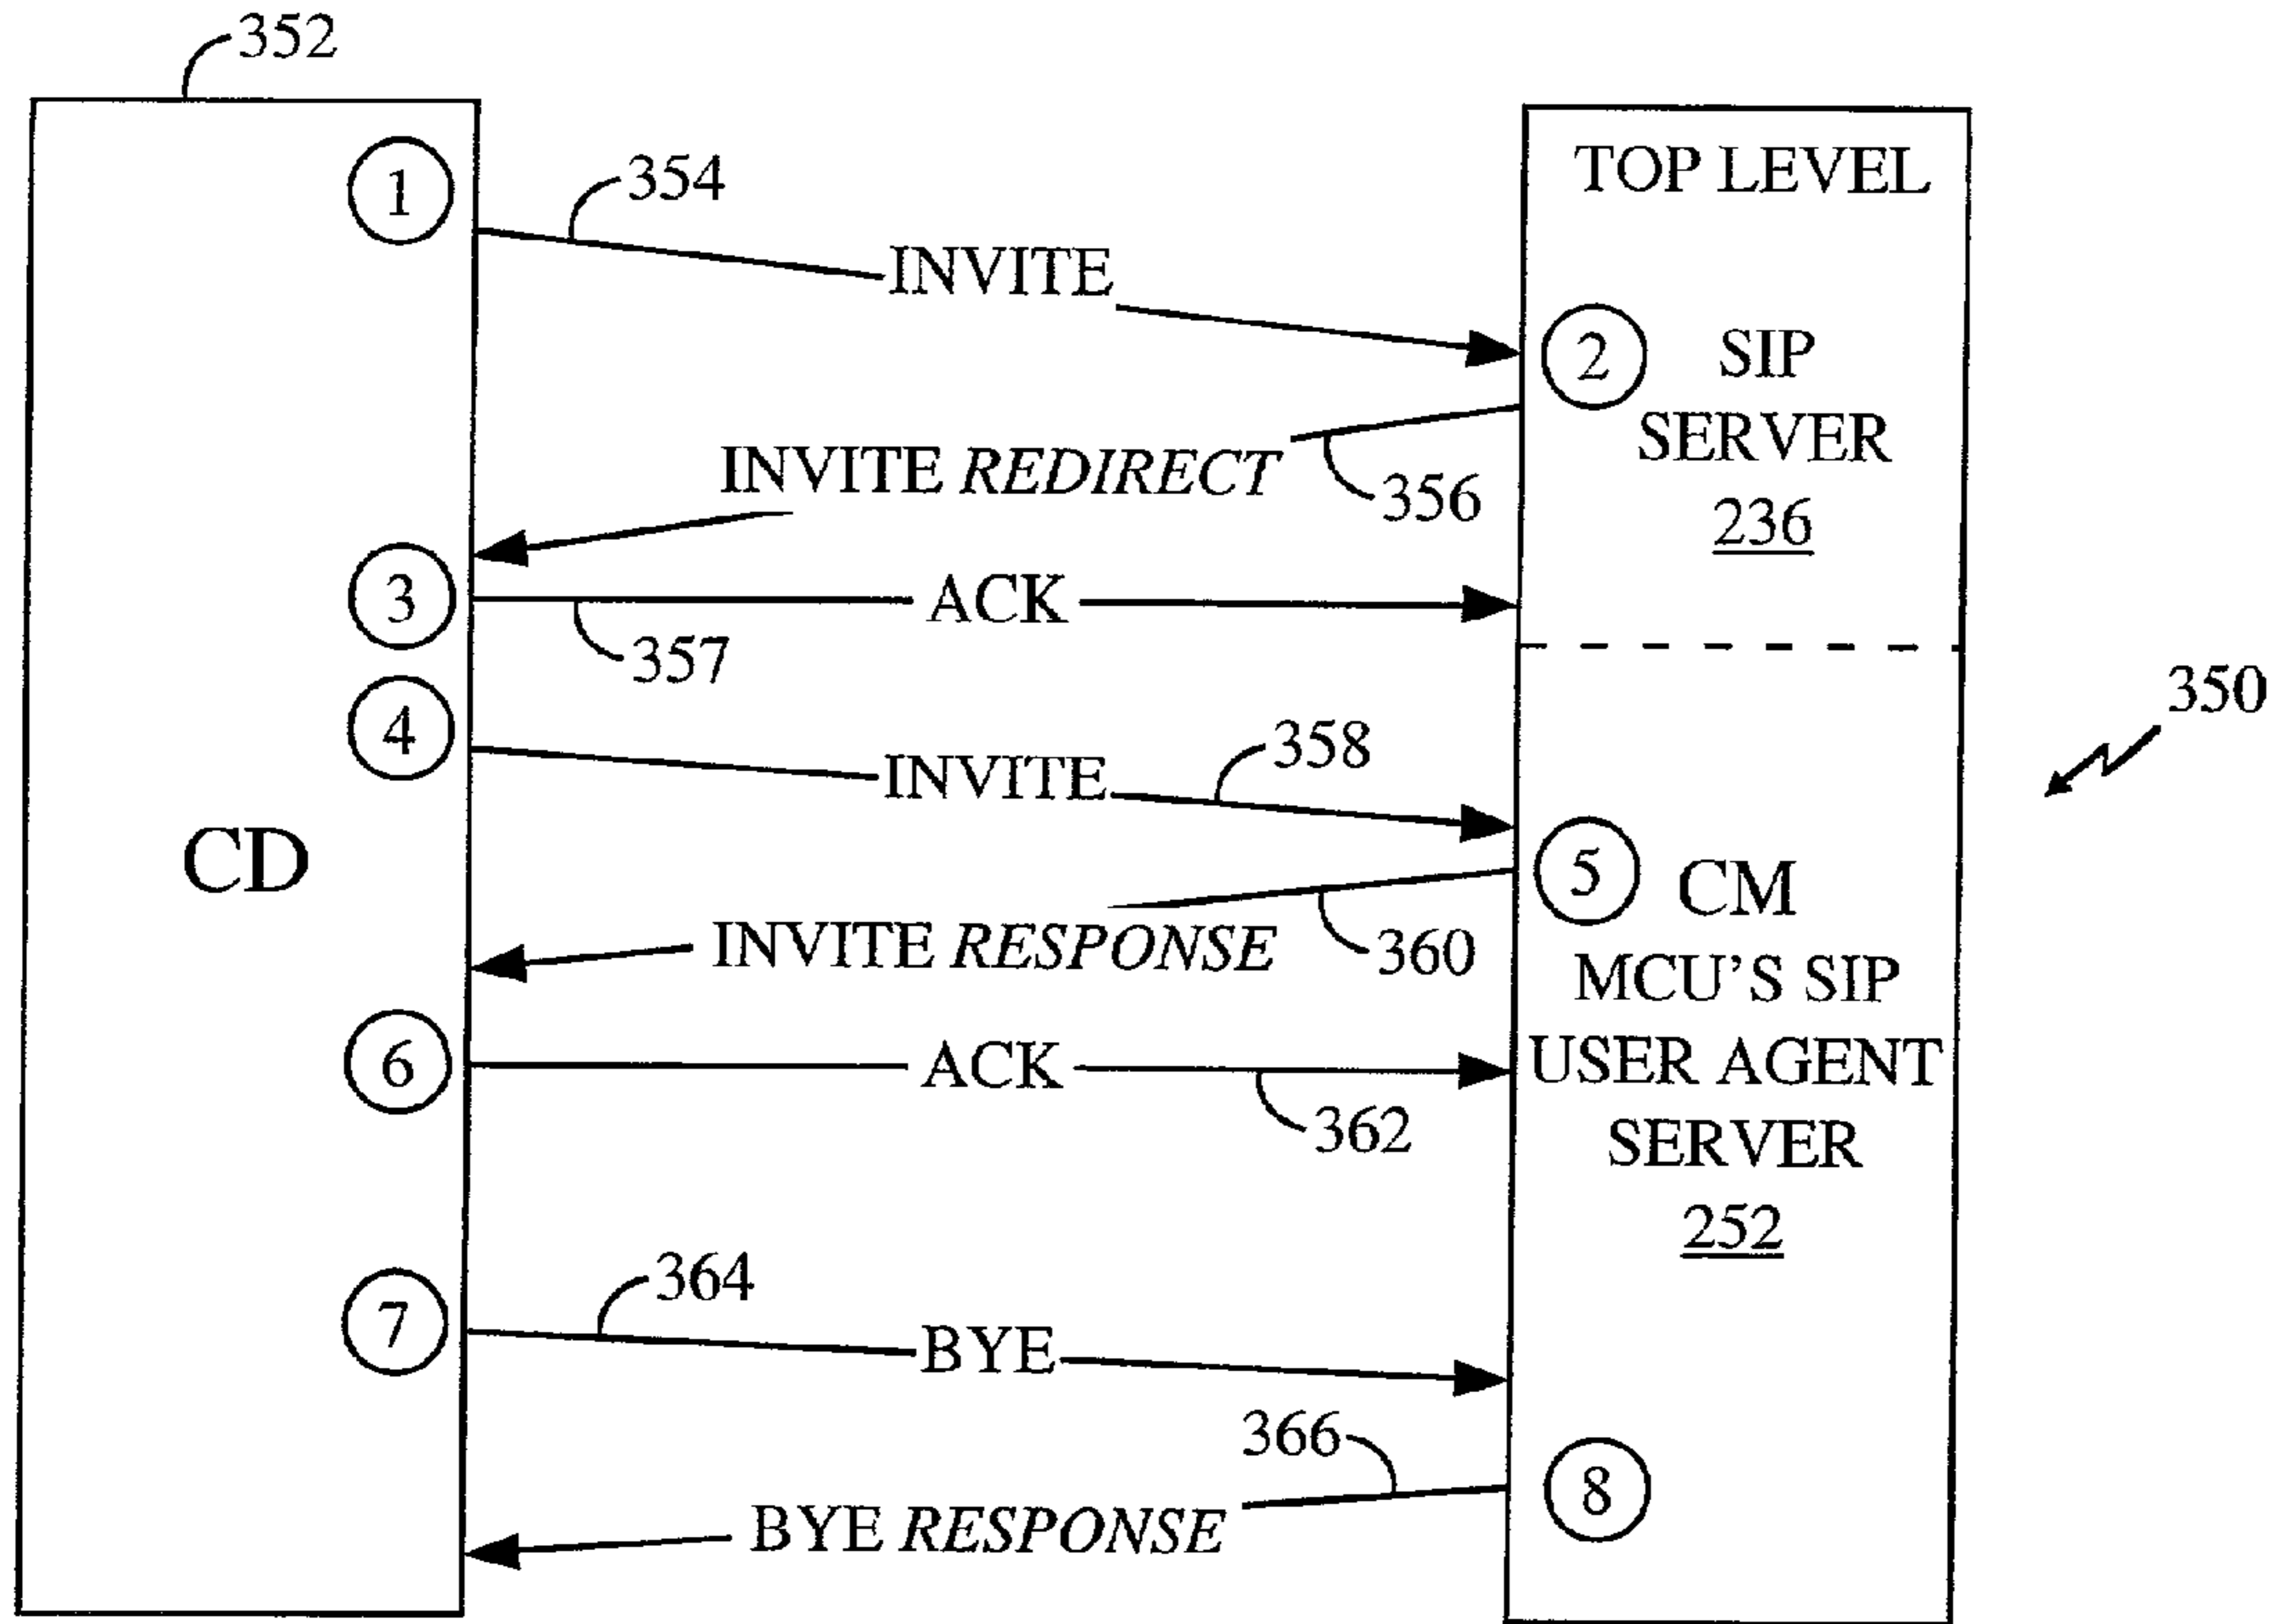 352
1
354
TOP LEVEL
INVITE
2
SIP
SERVER
236
INVITE REDIRECT
356
3
ACK
357
350
4
358
INVITE
5
CM
CD
INVITE RESPONSE
360
MCU'S SIP
6
ACK
USER AGENT
362
SERVER
252
364
7
BYE
366
8
BYE RESPONSE